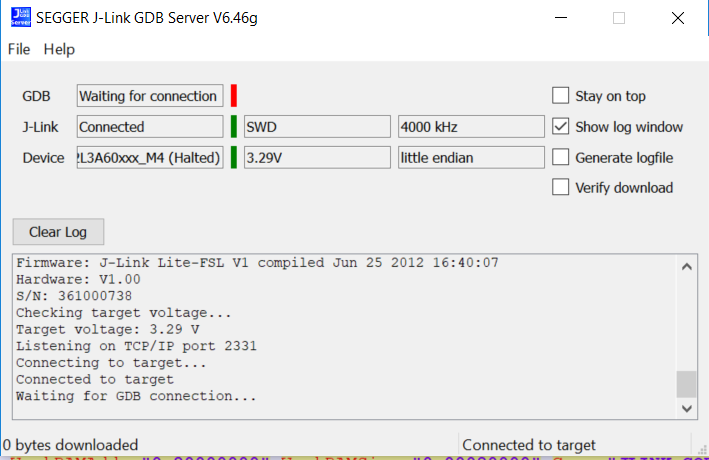 SEGGER J-Link GDB Server V6.46g
File Help
GDB Waiting for connection Stay on top
J-Link Connected SWD 4000 kHz Show log window
Device 2L3A60xxx_M4 (Halted) 3.29V little endian Generate logfile
Verify download
Clear Log
Firmware: J-Link Lite-FSL V1 compiled Jun 25 2012 16:40:07
Hardware: V1.00
S/N: 361000738
Checking target voltage...
Target voltage: 3.29 V
Listening on TCP/IP port 2331
Connecting to target...
Connected to target
Waiting for GDB connection...
0 bytes downloaded Connected to target